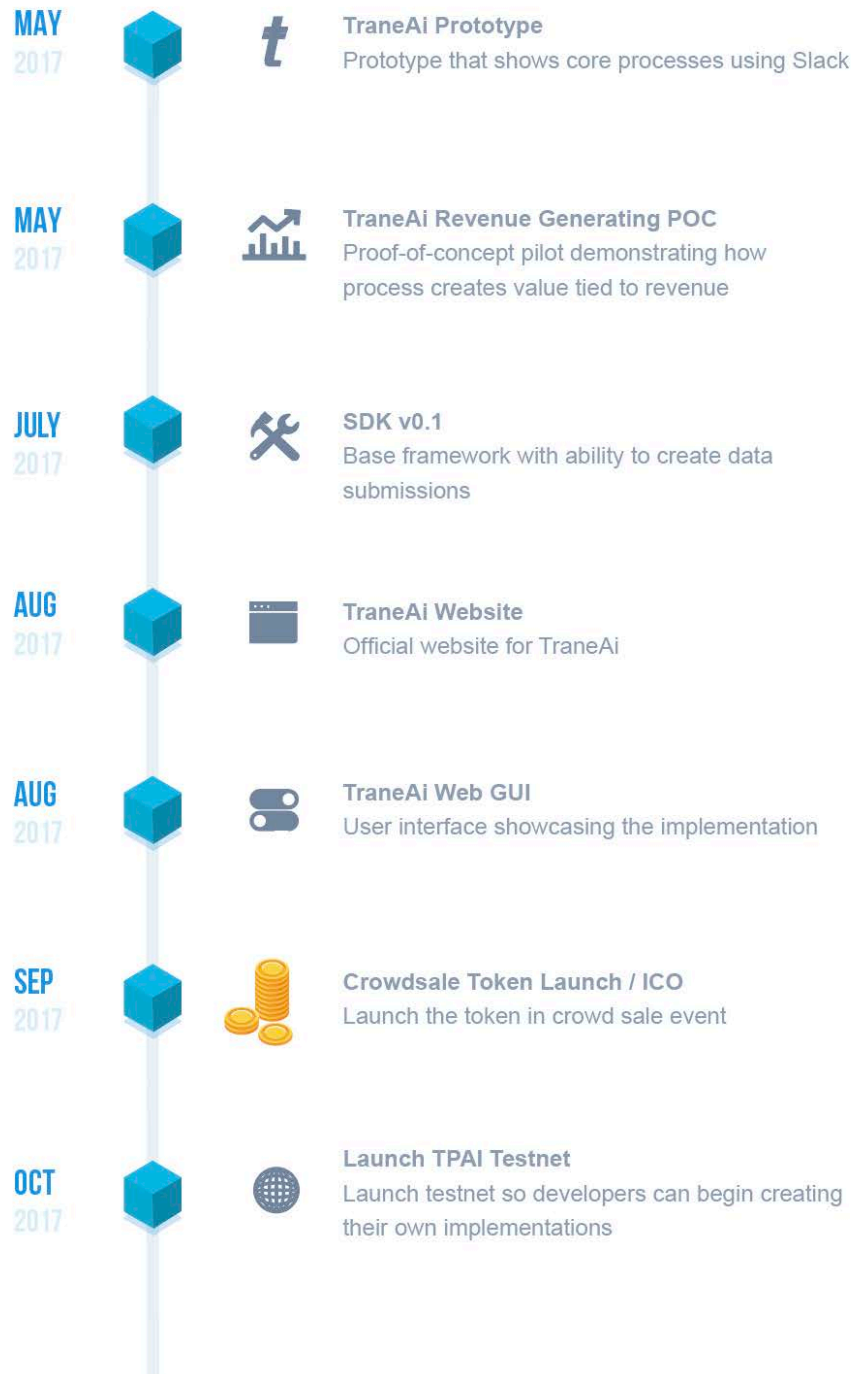 MAY
2017
t
TraneAi Prototype
Prototype that shows core processes using Slack
MAY
2017
TraneAi Revenue Generating POC
Proof-of-concept pilot demonstrating how
process creates value tied to revenue
JULY
2017
SDK v0.1
Base framework with ability to create data
submissions
AUG
2017
TraneAi Website
Official website for TraneAi
AUG
2017
TraneAi Web GUI
User interface showcasing the implementation
SEP
2017
Crowdsale Token Launch / ICO
Launch the token in crowd sale event
OCT
2017
Launch TPAI Testnet
Launch testnet so developers can begin creating
their own implementations